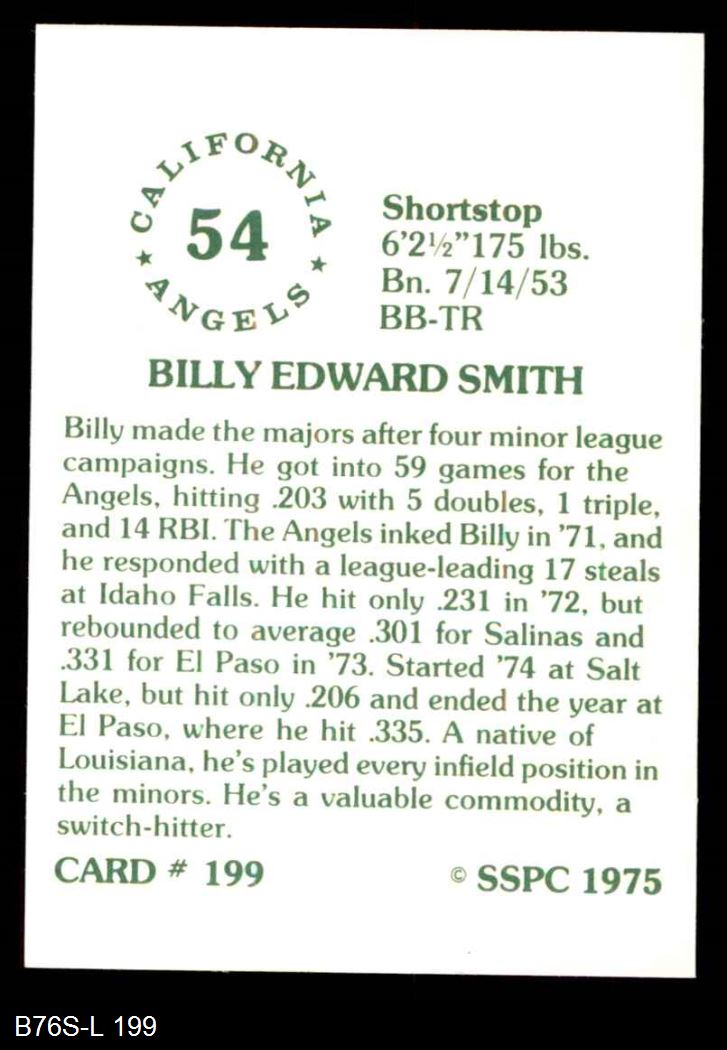 ★ CALIFORNIA ★
54
ANGELS
Shortstop
6'2½"175 lbs.
Bn. 7/14/53
BB-TR
BILLY EDWARD SMITH
Billy made the majors after four minor league
campaigns. He got into 59 games for the
Angels, hitting .203 with 5 doubles, 1 triple,
and 14 RBI. The Angels inked Billy in '71, and
he responded with a league-leading 17 steals
at Idaho Falls. He hit only .231 in '72, but
rebounded to average .301 for Salinas and
.331 for El Paso in '73. Started '74 at Salt
Lake, but hit only .206 and ended the year at
El Paso, where he hit .335. A native of
Louisiana, he's played every infield position in
the minors. He's a valuable commodity, a
switch-hitter.
CARD # 199
© SSPC 1975
B76S-L 199